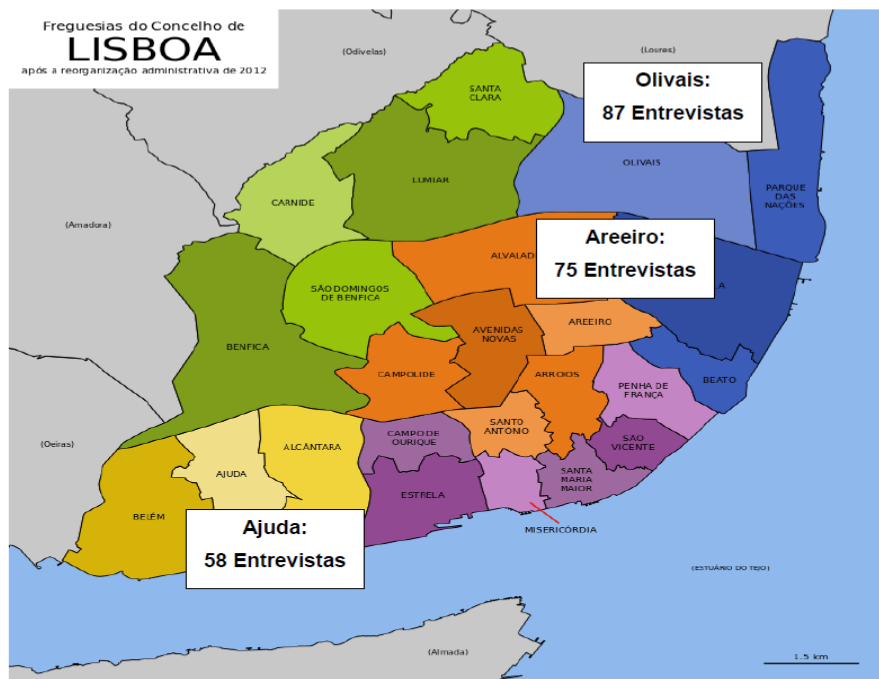 Freguesias do Concelho de
LISBOA
após a reorganização administrativa de 2012
(Odivelas)
(Loures)
Olivais:
87 Entrevistas
SANTA
CLARA
OLIVAIS
LUMIAR
PARQUE
DAS
NAÇÕES
CARNIDE
(Amadora)
Areeiro:
75 Entrevistas
ALVALAD
LA
SÃO DOMINGOS
DE BENFICA
AREEIRO
AVENIDAS
NOVAS
BENFICA
CAMPOLIDE
ARROIOS
BEATO
PENHA DE
FRANÇA
SANTO
ANTÓNIO
CAMPO DE
OURIQUE
SÃO
VICENTE
(Oeiras)
ALCÂNTARA
AJUDA
SANTA
MARIA
MAIOR
ESTRELA
BELÉM
MISERICÓRDIA
Ajuda:
58 Entrevistas
(ESTUÁRIO DO TEJO)
(Almada)
1.5 km